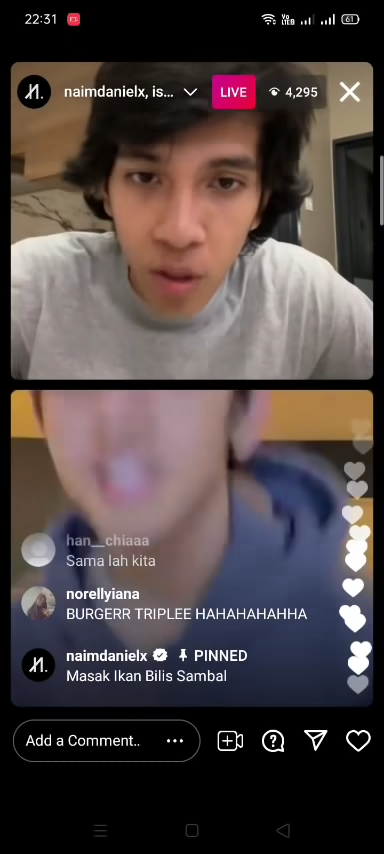 22:31
61
naimdanielx, is...
LIVE
4,295
han__chiaaa
Sama lah kita
norellyiana
BURGERR TRIPLEE HAHAHAHAHHA
naimdanielx PINNED
Masak Ikan Bilis Sambal
Add a Comment..